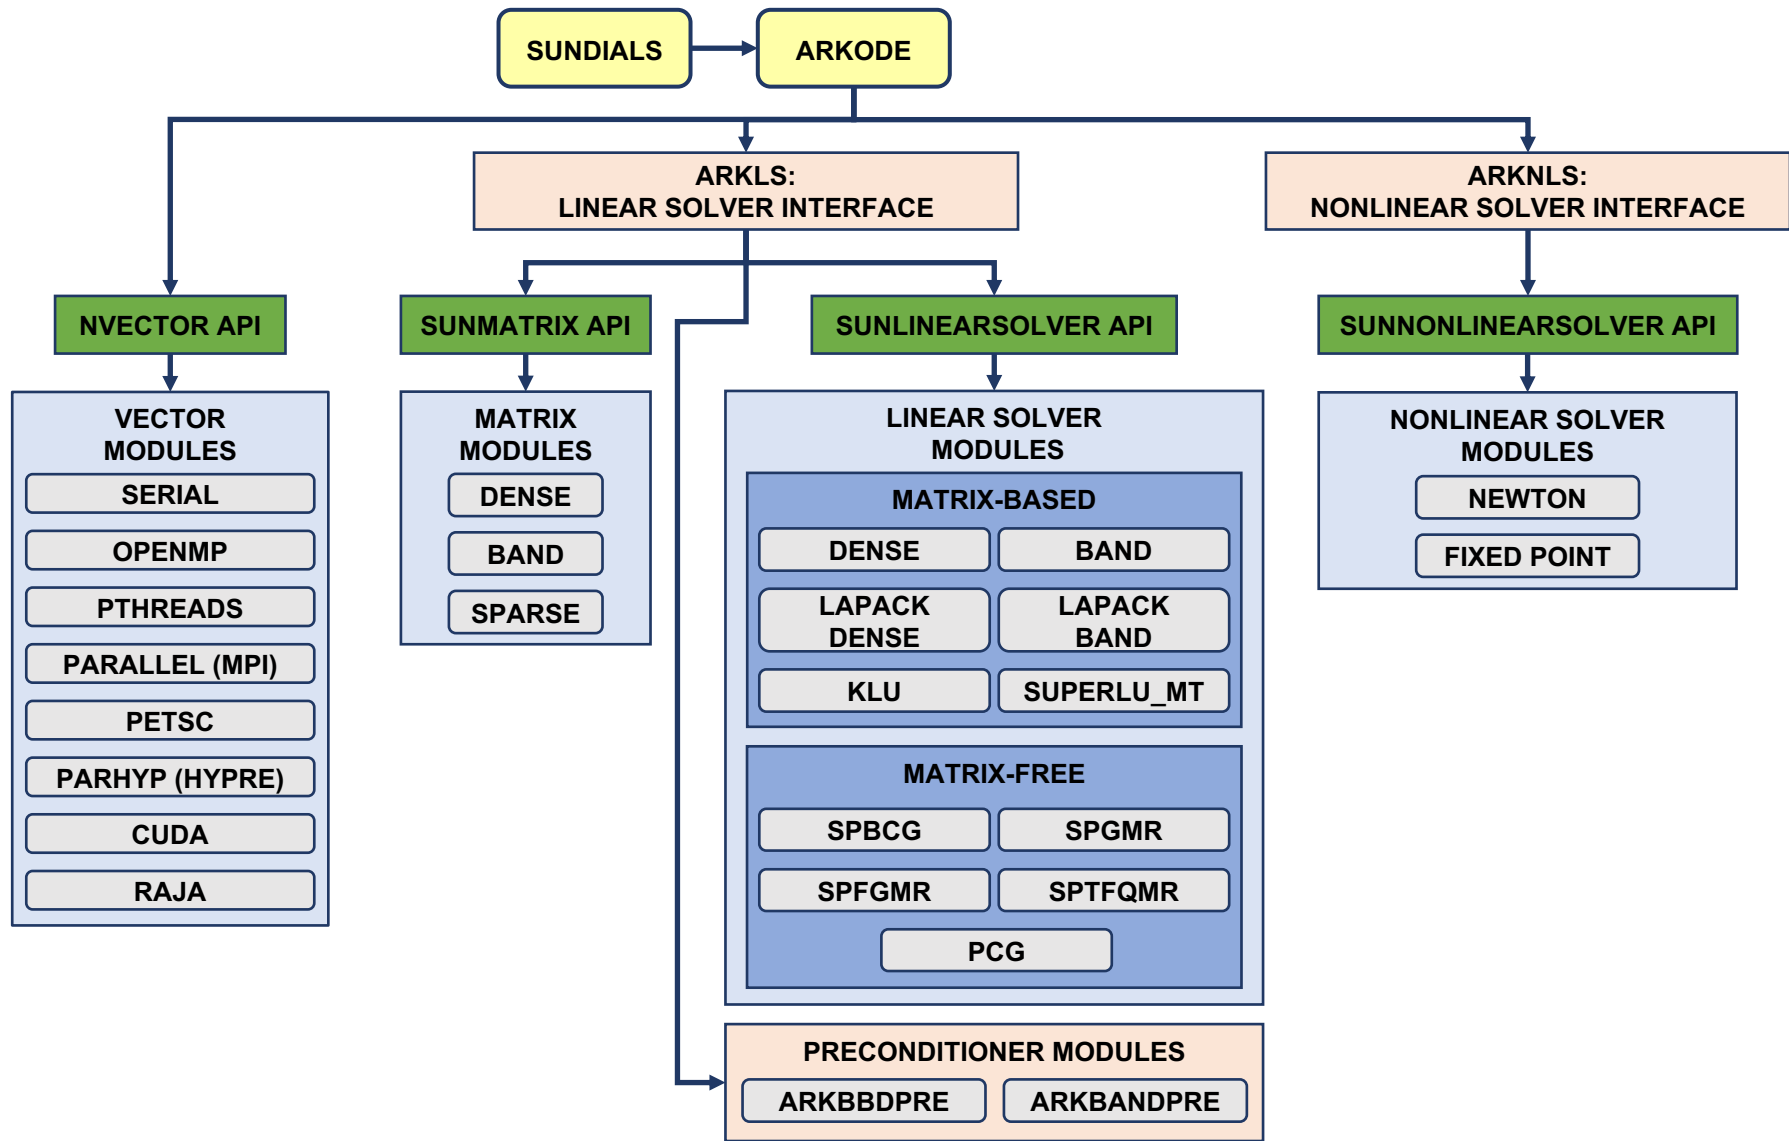 SUNDIALS
ARKODE
ARKLS:
LINEAR SOLVER INTERFACE
ARKNLS:
NONLINEAR SOLVER INTERFACE
NVECTOR API
SUNMATRIX API
SUNLINEARSOLVER API
SUNNONLINEARSOLVER API
VECTOR
MODULES
SERIAL
OPENMP
PTHREADS
PARALLEL (MPI)
PETSC
PARHYP (HYPRE)
CUDA
RAJA
MATRIX
MODULES
DENSE
BAND
SPARSE
LINEAR SOLVER
MODULES
MATRIX-BASED
DENSE
BAND
LAPACK
DENSE
LAPACK
BAND
KLU
SUPERLU_MT
MATRIX-FREE
SPBCG
SPGMR
SPFGMR
SPTFQMR
PCG
NONLINEAR SOLVER
MODULES
NEWTON
FIXED POINT
PRECONDITIONER MODULES
ARKBBDPRE
ARKBANDPRE